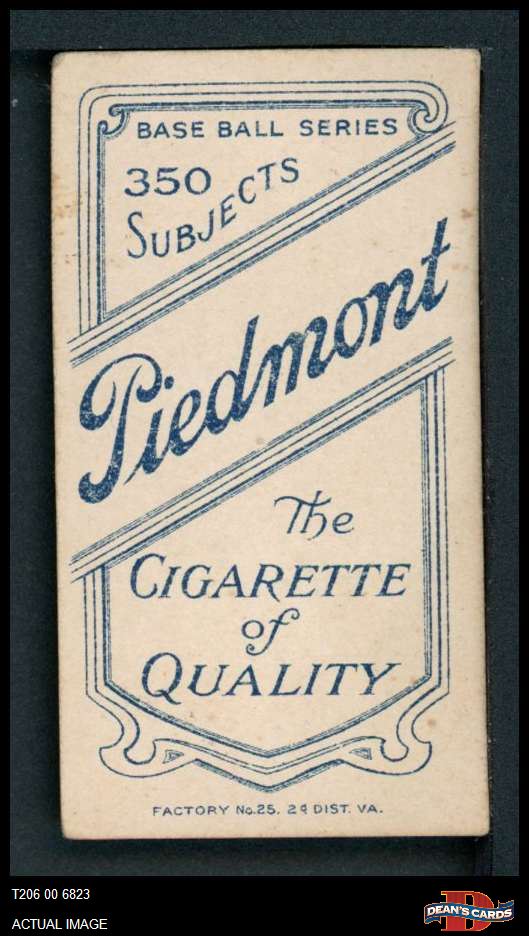 BASE BALL SERIES
350
SUBJECTS
Piedmont
The
CIGARETTE
of
QUALITY
FACTORY No.25. 2d DIST. VA.
T206 00 6823
ACTUAL IMAGE
D
DEAN'S CARDS